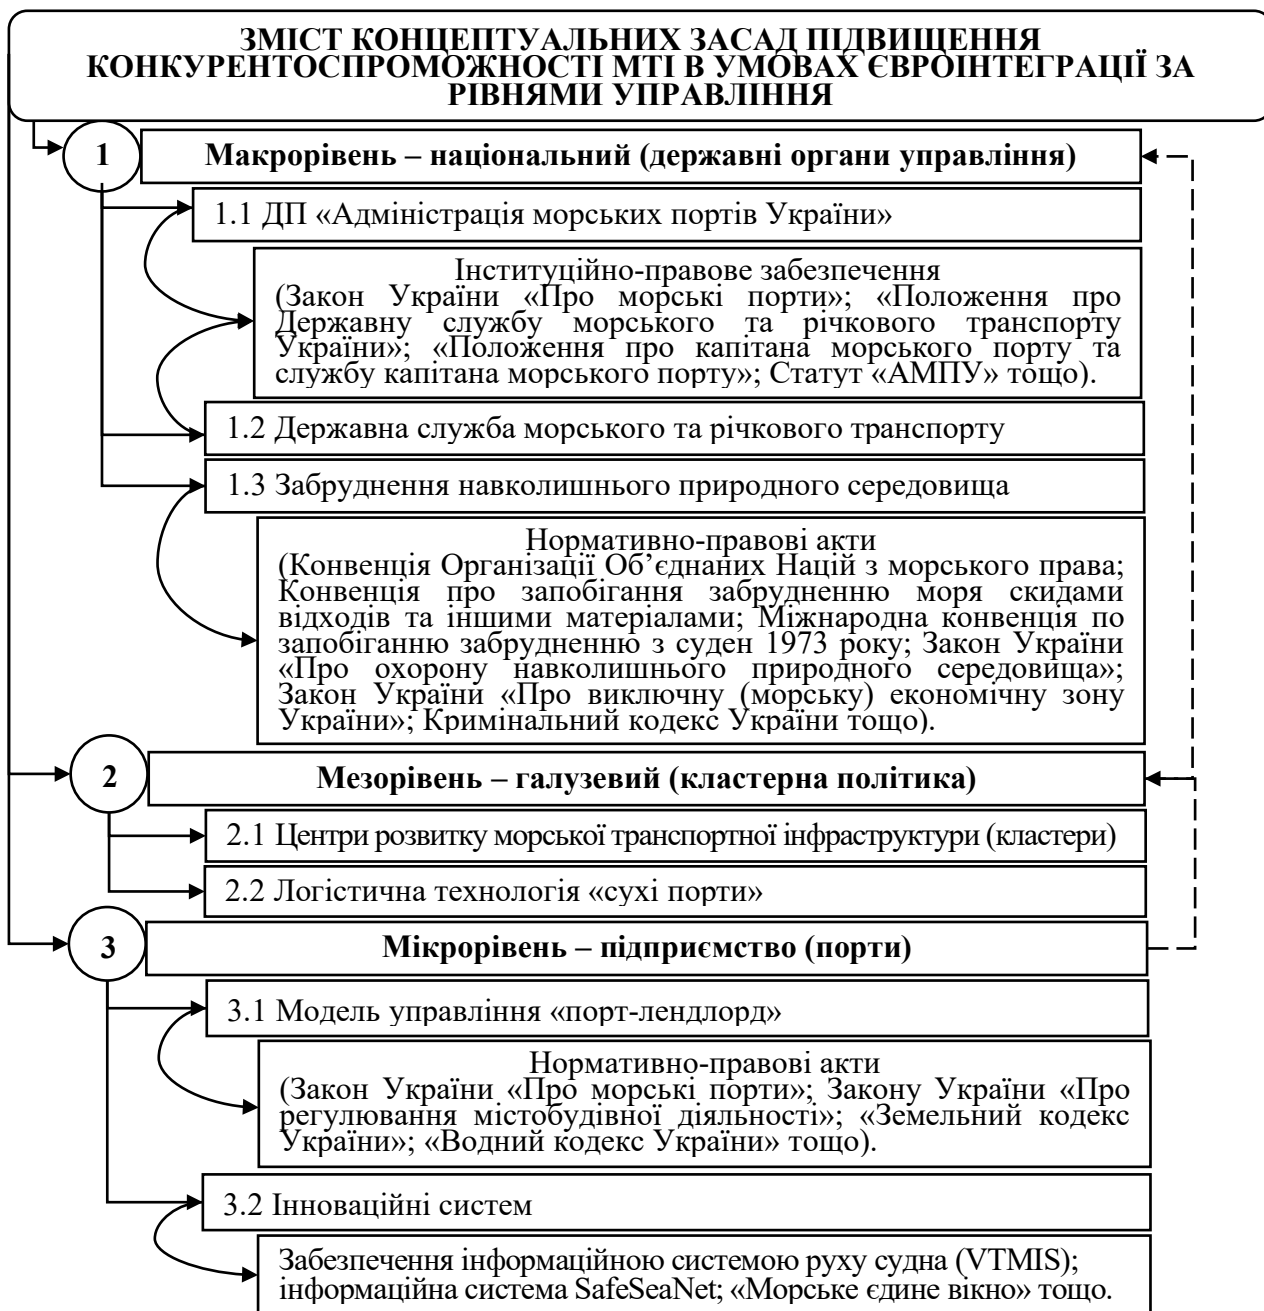 ЗМІСТ КОНЦЕПТУАЛЬНИХ ЗАСАД ПІДВИЩЕННЯ
КОНКУРЕНТОСПРОМОЖНОСТІ МТІ В УМОВАХ ЄВРОІНТЕГРАЦІЇ ЗА
РІВНЯМИ УПРАВЛІННЯ
1
Макрорівень – національний (державні органи управління)
1.1 ДП «Адміністрація морських портів України»
Інституційно-правове забезпечення
(Закон України «Про морські порти»; «Положення про
Державну службу морського та річкового транспорту
України»; «Положення про капітана морського порту та
службу капітана морського порту»; Статут «АМПУ» тощо).
1.2 Державна служба морського та річкового транспорту
1.3 Забруднення навколишнього природного середовища
Нормативно-правові акти
(Конвенція Організації Об’єднаних Націй з морського права;
Конвенція про запобігання забрудненню моря скидами
відходів та іншими матеріалами; Міжнародна конвенція по
запобіганню забрудненню з суден 1973 року; Закон України
«Про охорону навколишнього природного середовища»;
Закон України «Про виключну (морську) економічну зону
України»; Кримінальний кодекс України тощо).
2
Мезорівень – галузевий (кластерна політика)
2.1 Центри розвитку морської транспортної інфраструктури (кластери)
2.2 Логістична технологія «сухі порти»
3
Мікрорівень – підприємство (порти)
3.1 Модель управління «порт-лендлорд»
Нормативно-правові акти
(Закон України «Про морські порти»; Закону України «Про
регулювання містобудівної діяльності»; «Земельний кодекс
України»; «Водний кодекс України» тощо).
3.2 Інноваційні систем
Забезпечення інформаційною системою руху судна (VTMIS);
інформаційна система SafeSeaNet; «Морське єдине вікно» тощо.